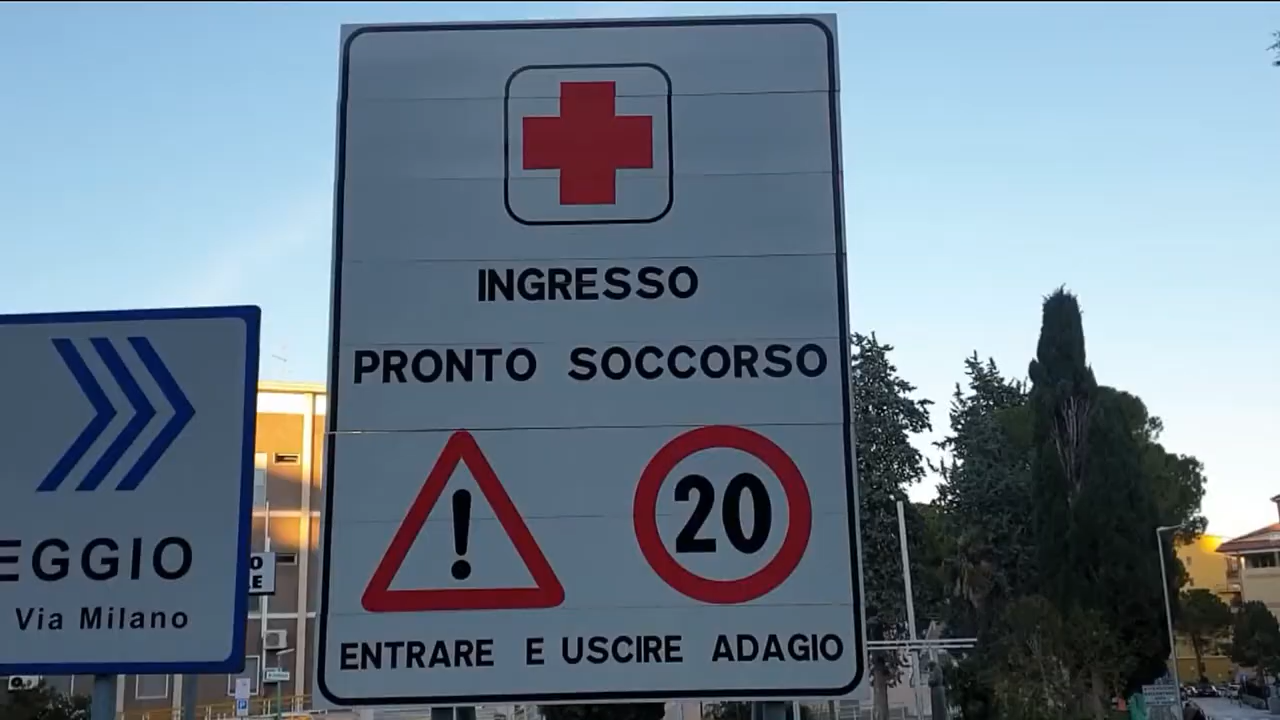 INGRESSO
PRONTO SOCCORSO
!
20
ENTRARE E USCIRE ADAGIO
EGGIO
Via Milano
O
E
P